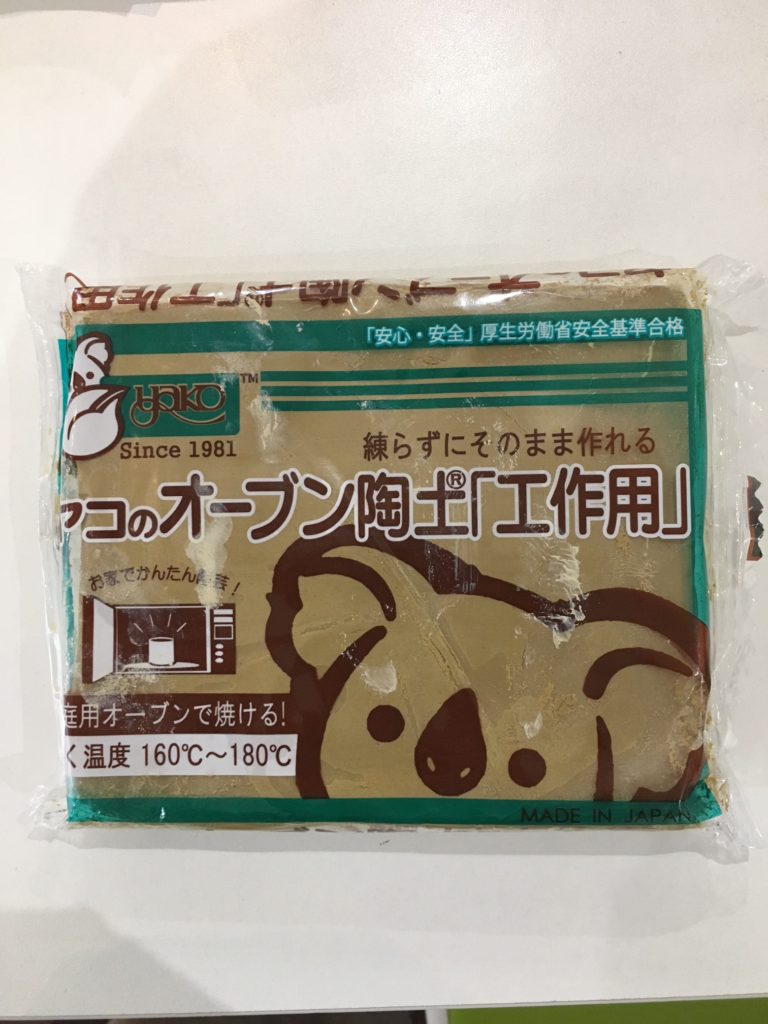 「安心・安全」厚生労働省安全基準合格
yako TM
Since 1981
練らずにそのまま作れる
ヤコのオーブン陶土®「工作用」
お家でかんたん陶芸!
庭用オーブンで焼ける!
く温度 160℃〜180℃
MADE IN JAPAN